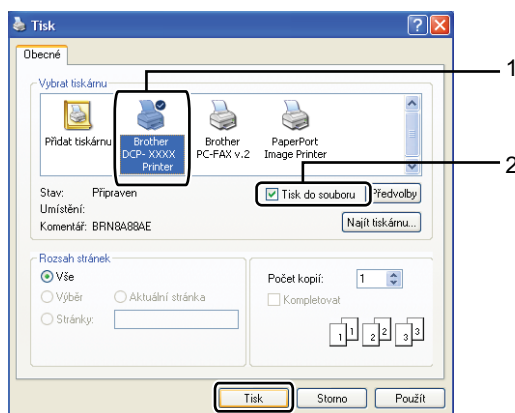 Tisk
Obecné
Vybrat tiskárnu
Přidat tiskárnu
Brother
DCP- XXXX
Printer
Brother
PC-FAX v.2
PaperPort
Image Printer
1
2
Stav: Připraven
Tisk do souboru
Předvolby
Umístění:
Komentář: BRN8A88AE
Najít tiskárnu...
Rozsah stránek
Vše
Výběr
Aktuální stránka
Stránky:
Počet kopií: 1
Kompletovat
1 1 2 2 3 3
Tisk
Storno
Použít